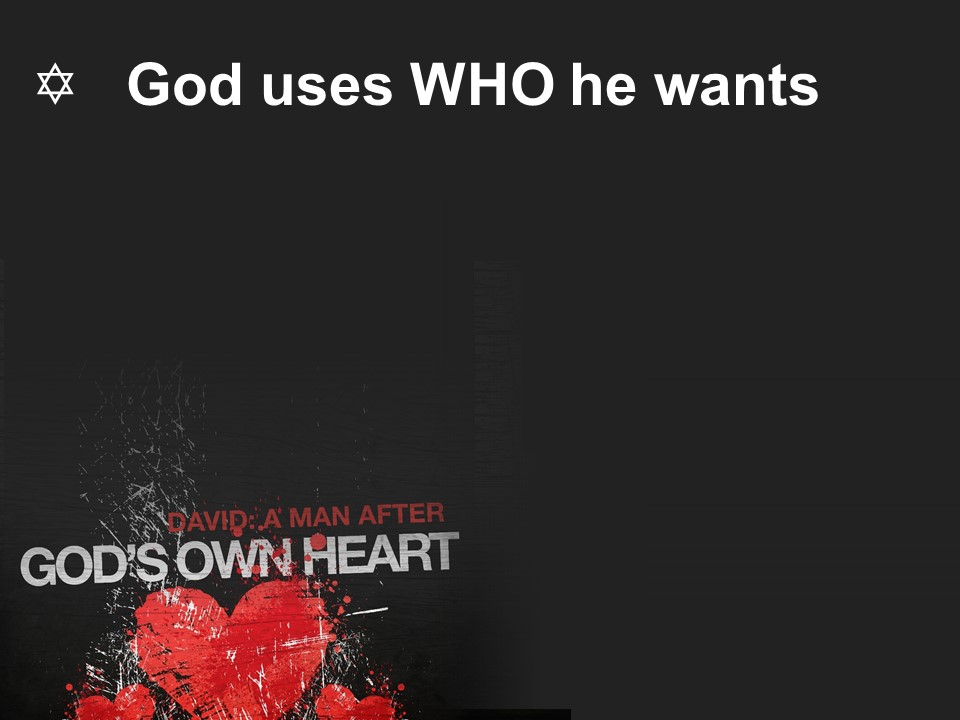 ✡ God uses WHO he wants
DAVID: A MAN AFTER
GOD'S OWN HEART